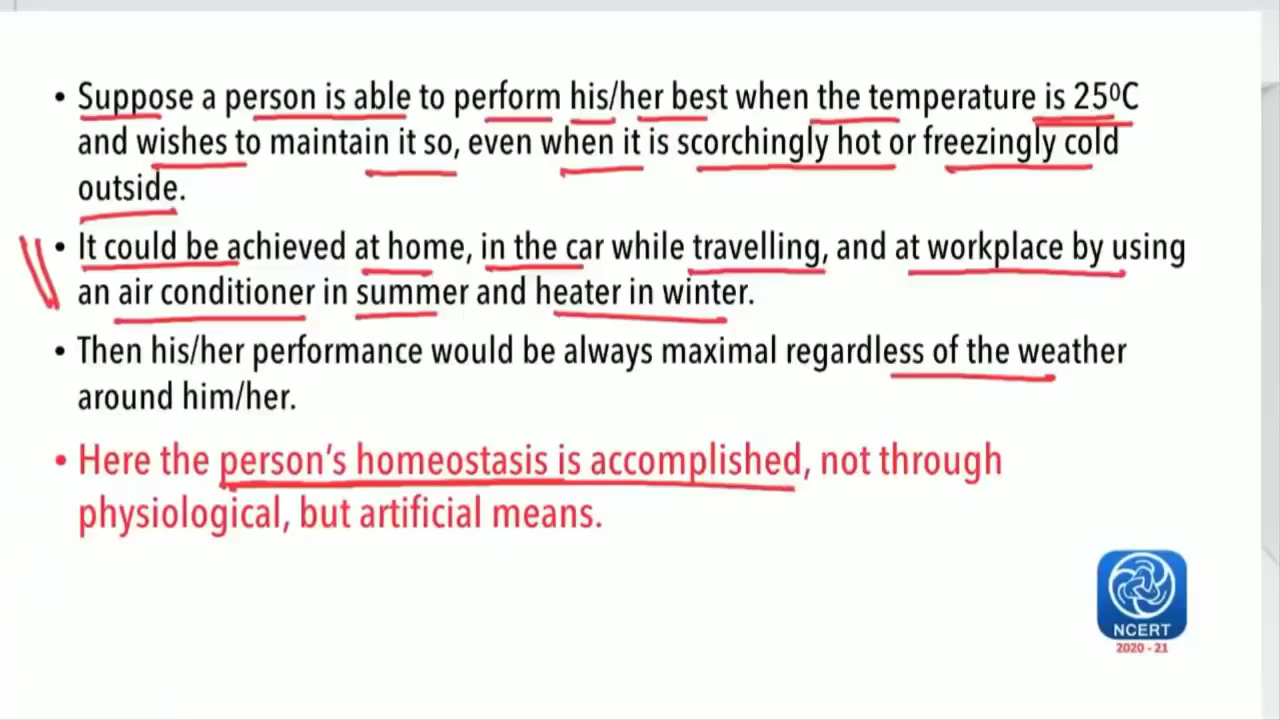 • Suppose a person is able to perform his/her best when the temperature is 25⁰C
and wishes to maintain it so, even when it is scorchingly hot or freezingly cold
outside.
• It could be achieved at home, in the car while travelling, and at workplace by using
an air conditioner in summer and heater in winter.
• Then his/her performance would be always maximal regardless of the weather
around him/her.
• Here the person's homeostasis is accomplished, not through
physiological, but artificial means.
NCERT
2020 - 21